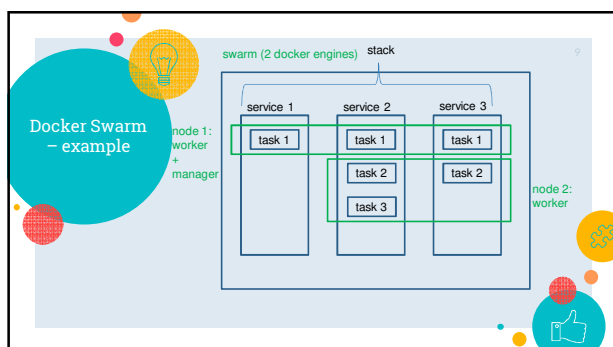 swarm (2 docker engines)
stack
9
Docker Swarm
– example
node 1:
worker
+
manager
service 1
service 2
service 3
task 1
task 1
task 1
task 2
task 2
task 3
node 2:
worker